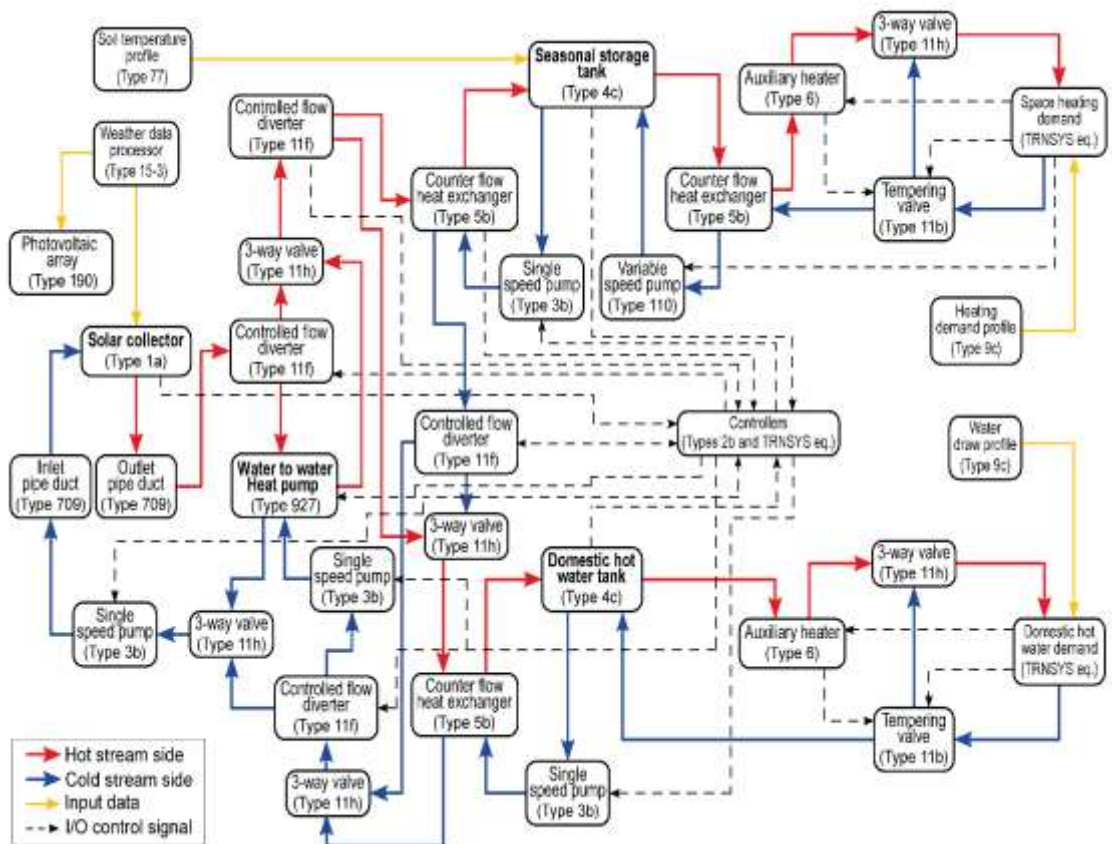 Soil temperature
profile
(Type 77)
Weather data
processor
(Type 15-3)
Photovoltaic
array
(Type 190)
Solar collector
(Type 1a)
Inlet
pipe duct
(Type 709)
Outlet
pipe duct
(Type 709)
Single
speed pump
(Type 3b)
3-way valve
(Type 11h)
Controlled flow
diverter
(Type 11f)
3-way valve
(Type 11h)
Controlled flow
diverter
(Type 11f)
Water to water
Heat pump
(Type 927)
Single
speed pump
(Type 3b)
Controlled flow
diverter
(Type 11f)
3-way valve
(Type 11h)
Counter flow
heat exchanger
(Type 5b)
Controlled flow
diverter
(Type 11f)
3-way valve
(Type 11h)
Counter flow
heat exchanger
(Type 5b)
Seasonal storage
tank
(Type 4c)
Single
speed pump
(Type 3b)
Variable
speed pump
(Type 110)
Counter flow
heat exchanger
(Type 5b)
Auxiliary heater
(Type 6)
3-way valve
(Type 11h)
Space heating
demand
(TRNSYS eq.)
Tempering
valve
(Type 11b)
Heating
demand profile
(Type 9c)
Controllers
(Types 2b and TRNSYS eq.)
Water
draw profile
(Type 9c)
Domestic hot
water tank
(Type 4c)
Single
speed pump
(Type 3b)
Auxiliary heater
(Type 6)
3-way valve
(Type 11h)
Domestic hot
water demand
(TRNSYS eq.)
Tempering
valve
(Type 11b)
Hot stream side
Cold stream side
Input data
I/O control signal